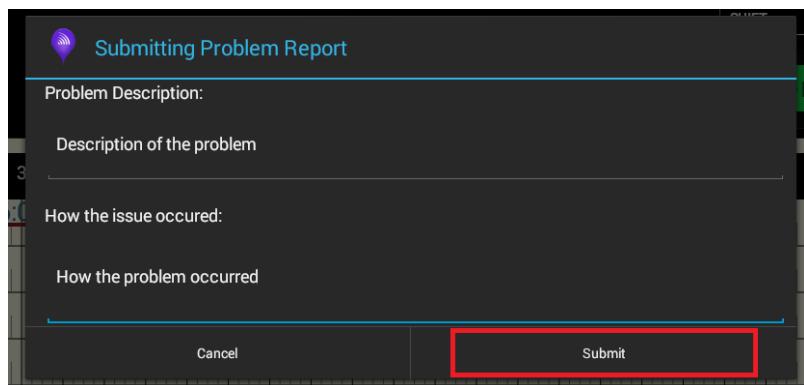 Submitting Problem Report
Problem Description:
Description of the problem
3
How the issue occured:
How the problem occurred
Cancel
Submit